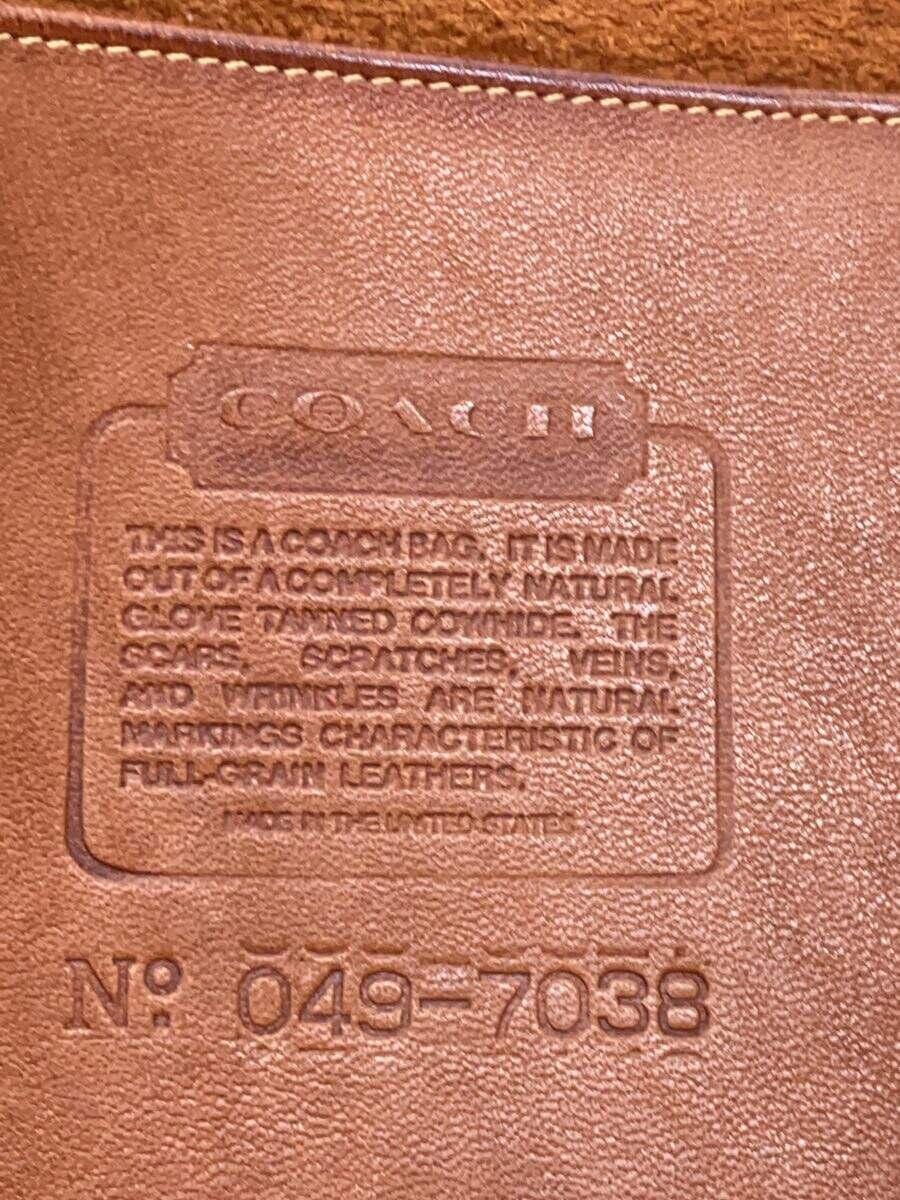 COACH
THIS IS A COACH BAG. IT IS MADE
OUT OF A COMPLETELY NATURAL
GLOVE TANNED COWHIDE. THE
SCARS, SCRATCHES, VEINS,
AND WRINKLES ARE NATURAL
MARKINGS CHARACTERISTIC OF
FULL-GRAIN LEATHERS.
MADE IN THE UNITED STATES
Nº 049-7038